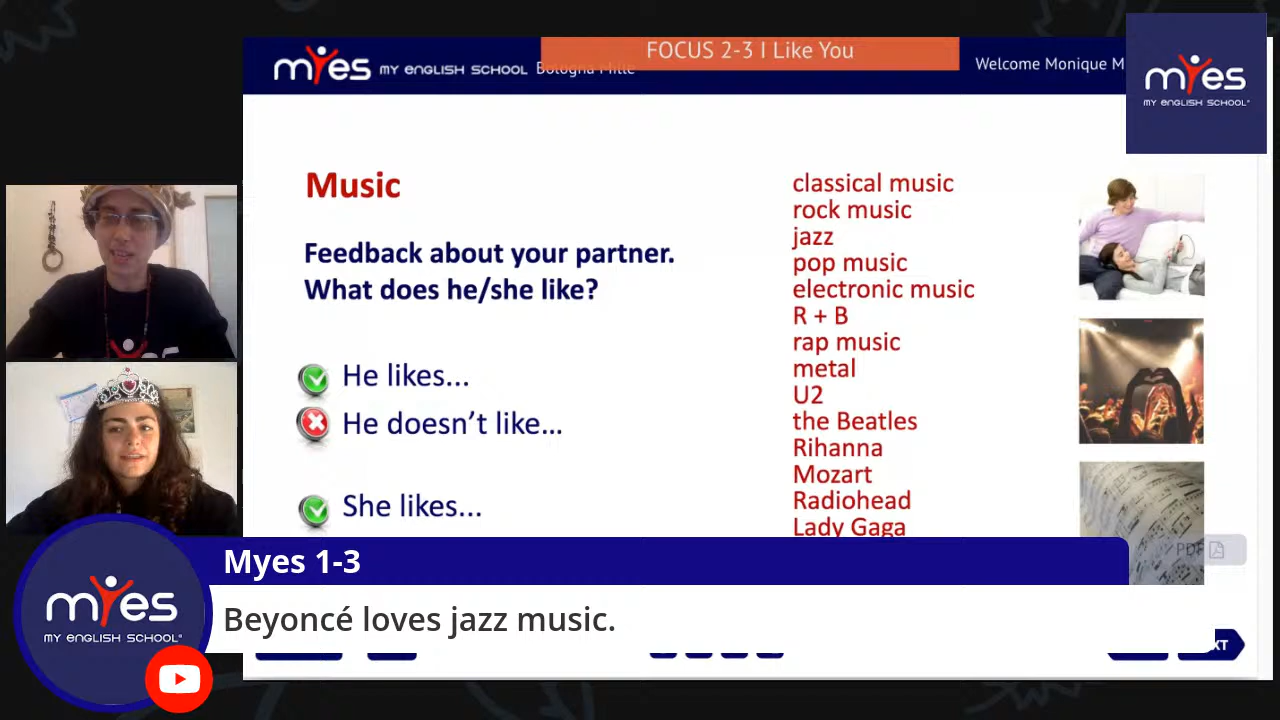 FOCUS 2-3 I Like You
myes MY ENGLISH SCHOOL Bologna Mille
Welcome Monique M
myes
MY ENGLISH SCHOOL
Music
Feedback about your partner.
What does he/she like?
He likes...
He doesn't like...
She likes...
classical music
rock music
jazz
pop music
electronic music
R + B
rap music
metal
U2
the Beatles
Rihanna
Mozart
Radiohead
Lady Gaga
PDF
Myes 1-3
Beyoncé loves jazz music.
myes
MY ENGLISH SCHOOL
XT